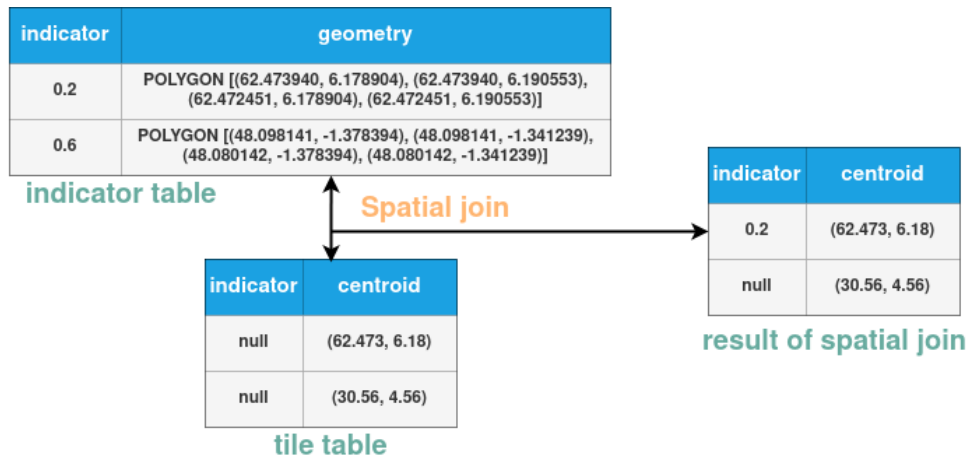 indicator geometry
0.2 POLYGON [(62.473940, 6.178904), (62.473940, 6.190553),
(62.472451, 6.178904), (62.472451, 6.190553)]
0.6 POLYGON [(48.098141, -1.378394), (48.098141, -1.341239),
(48.080142, -1.378394), (48.080142, -1.341239)]
indicator table
Spatial join
indicator centroid
null (62.473, 6.18)
null (30.56, 4.56)
tile table
indicator centroid
0.2 (62.473, 6.18)
null (30.56, 4.56)
result of spatial join